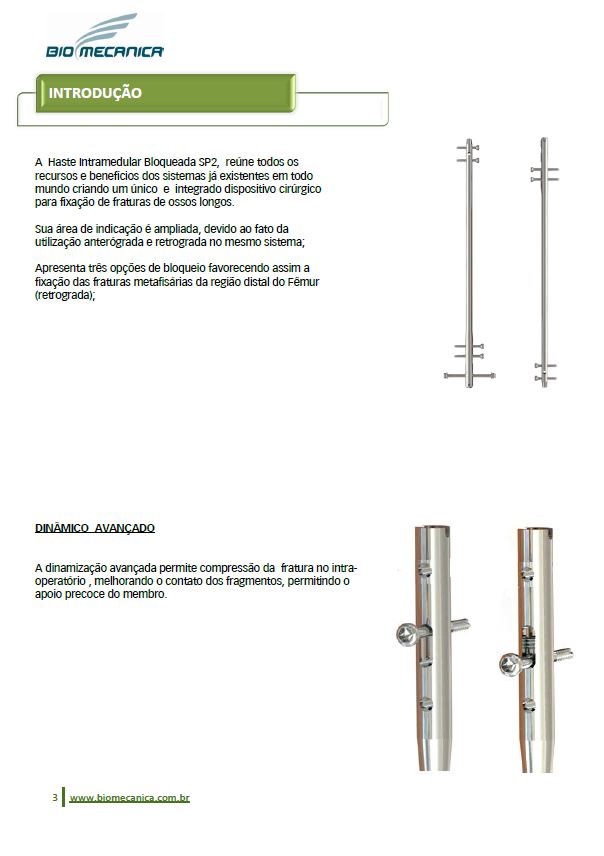 BIOMECANICA
INTRODUÇÃO
A Haste Intramedular Bloqueada SP2, reúne todos os
recursos e benefícios dos sistemas já existentes em todo
mundo criando um único e integrado dispositivo cirúrgico
para fixação de fraturas de ossos longos.
Sua área de indicação é ampliada, devido ao fato da
utilização anterógrada e retrograda no mesmo sistema;
Apresenta três opções de bloqueio favorecendo assim a
fixação das fraturas metafisárias da região distal do Fêmur
(retrograda);
DINÂMICO AVANÇADO
A dinamização avançada permite compressão da fratura no intra-
operatório , melhorando o contato dos fragmentos, permitindo o
apoio precoce do membro.
3 www.biomecanica.com.br